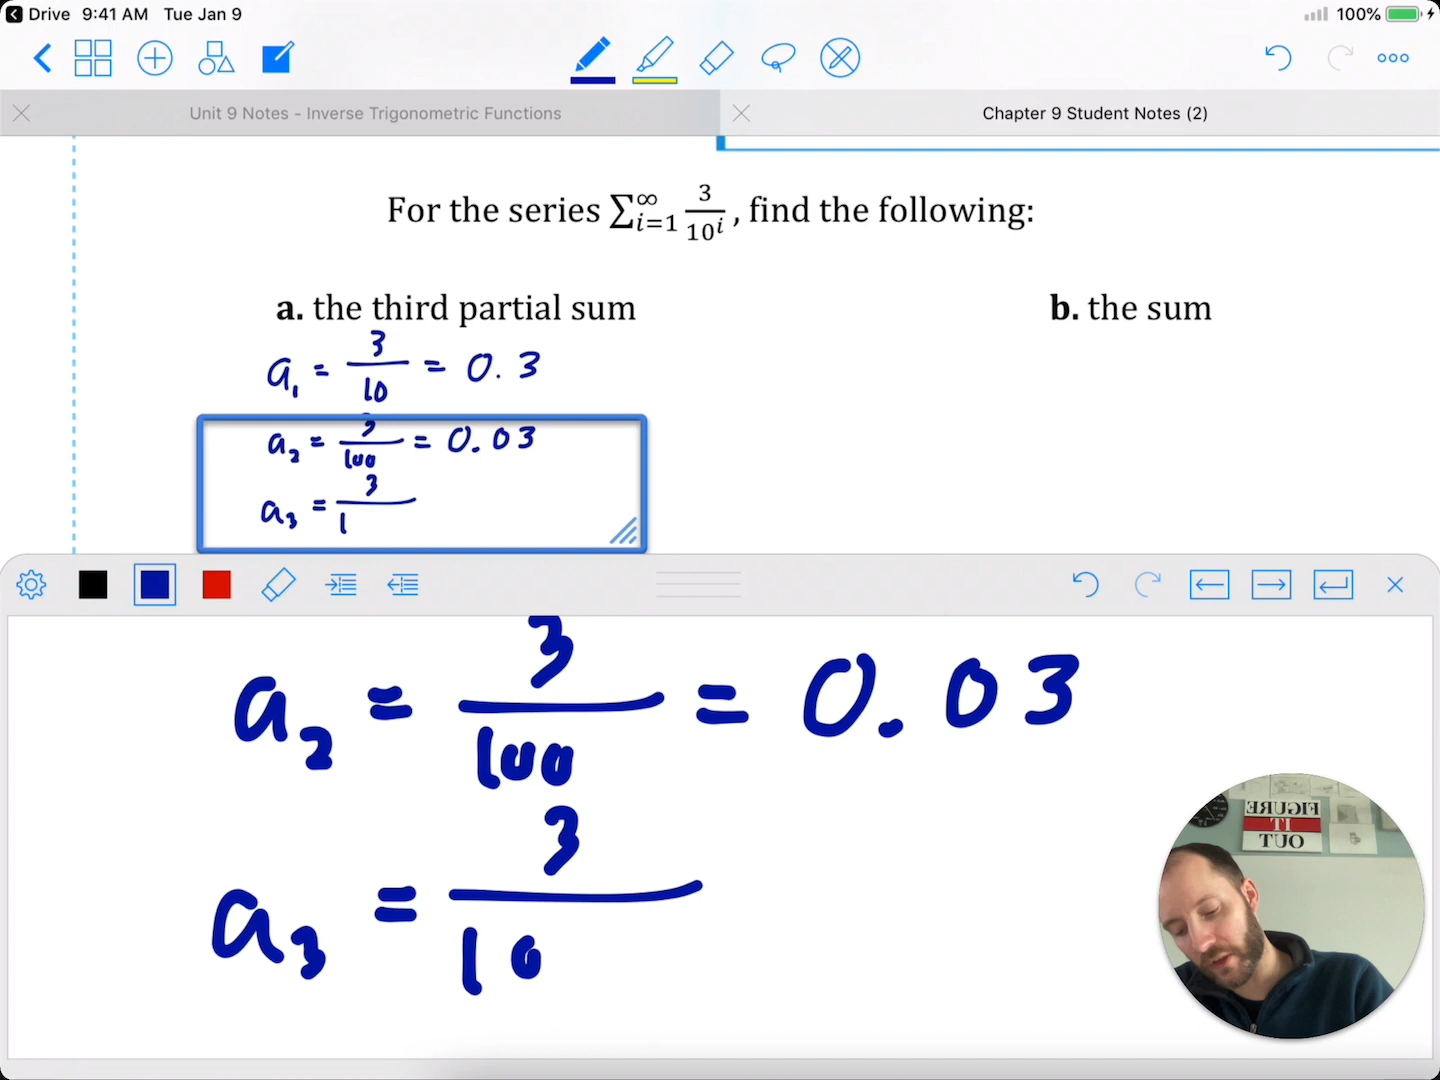 Drive 9:41 AM Tue Jan 9 100%
Unit 9 Notes - Inverse Trigonometric Functions
Chapter 9 Student Notes (2)
For the series ∑_{i=1}^{∞} 3/10^i, find the following:
a. the third partial sum
b. the sum
a₁ = 3/10 = 0.3
a₂ = 3/100 = 0.03
a₃ = 3/1
a₂ = 3/100 = 0.03
a₃ = 3/10
FIGURE
IT
OUT